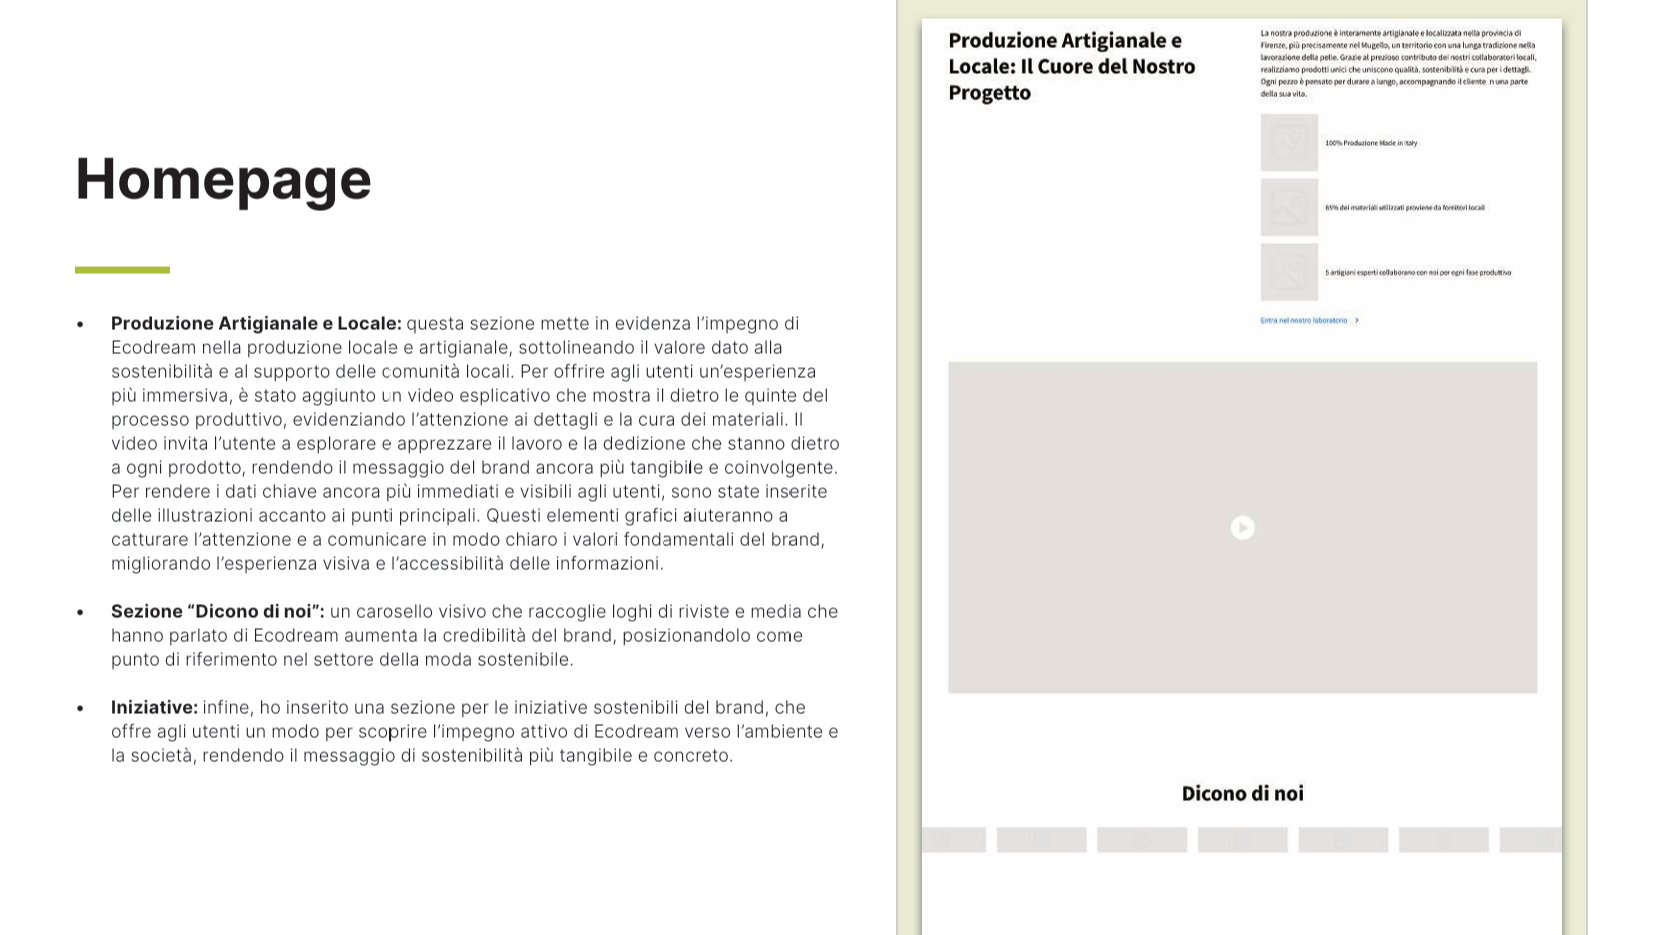 Homepage
• Produzione Artigianale e Locale: questa sezione mette in evidenza l’impegno di
Ecodream nella produzione locale e artigianale, sottolineando il valore dato alla
sostenibilità e al supporto delle comunità locali. Per offrire agli utenti un’esperienza
più immersiva, è stato aggiunto un video esplicativo che mostra il dietro le quinte del
processo produttivo, evidenziando l’attenzione ai dettagli e la cura dei materiali. Il
video invita l’utente a esplorare e apprezzare il lavoro e la dedizione che stanno dietro
a ogni prodotto, rendendo il messaggio del brand ancora più tangibile e coinvolgente.
Per rendere i dati chiave ancora più immediati e visibili agli utenti, sono state inserite
delle illustrazioni accanto ai punti principali. Questi elementi grafici aiuteranno a
catturare l’attenzione e a comunicare in modo chiaro i valori fondamentali del brand,
migliorando l’esperienza visiva e l’accessibilità delle informazioni.
• Sezione “Dicono di noi”: un carosello visivo che raccoglie loghi di riviste e media che
hanno parlato di Ecodream aumenta la credibilità del brand, posizionandolo come
punto di riferimento nel settore della moda sostenibile.
• Iniziative: infine, ho inserito una sezione per le iniziative sostenibili del brand, che
offre agli utenti un modo per scoprire l’impegno attivo di Ecodream verso l’ambiente e
la società, rendendo il messaggio di sostenibilità più tangibile e concreto.
Produzione Artigianale e
Locale: Il Cuore del Nostro
Progetto
La nostra produzione è interamente artigianale e localizzata nella provincia di
Firenze, più precisamente nel Mugello, un territorio con una lunga tradizione nella
lavorazione della pelle. Grazie al prezioso contributo dei nostri collaboratori locali,
realizziamo prodotti unici che uniscono qualità, sostenibilità e cura per i dettagli.
Ogni pezzo è pensato per durare a lungo, accompagnando il cliente in una parte
della sua vita.
100% Produzione Made in Italy
85% dei materiali utilizzati proviene da fornitori locali
5 artigiani esperti collaborano con noi per ogni fase produttiva
Entra nel nostro laboratorio >
Dicono di noi